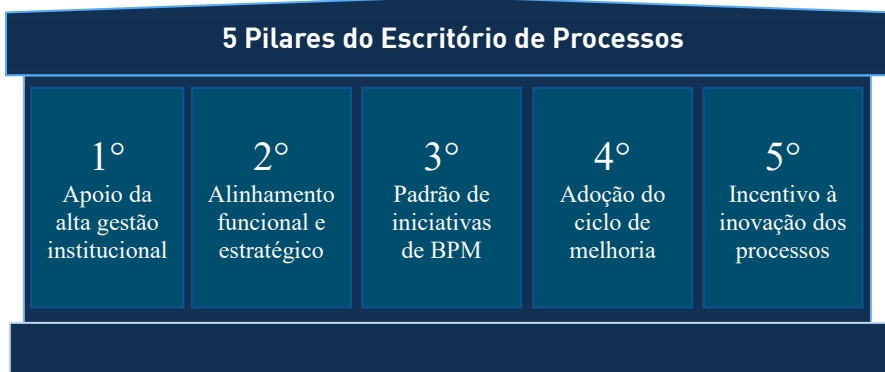 5 Pilares do Escritório de Processos
1°
Apoio da
alta gestão
institucional
2°
Alinhamento
funcional e
estratégico
3°
Padrão de
iniciativas
de BPM
4°
Adoção do
ciclo de
melhoria
5°
Incentivo à
inovação dos
processos